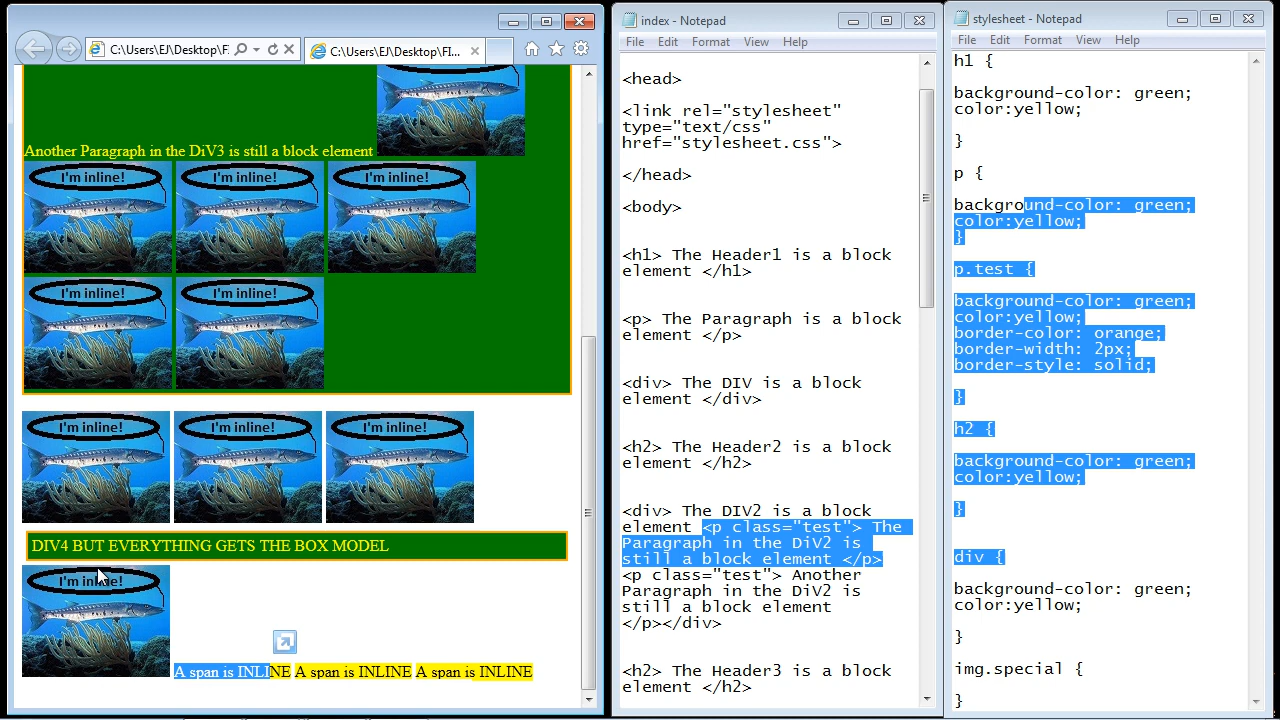 C:\Users\EJ\Desktop\F
C:\Users\EJ\Desktop\FI...
Another Paragraph in the DiV3 is still a block element
I'm inline!
I'm inline!
I'm inline!
I'm inline!
I'm inline!
I'm inline!
I'm inline!
I'm inline!
DIV4 BUT EVERYTHING GETS THE BOX MODEL
I'm inline!
A span is INLINE A span is INLINE A span is INLINE
index - Notepad
File Edit Format View Help
<head>
<link rel="stylesheet"
type="text/css"
href="stylesheet.css">
</head>
<body>
<h1> The Header1 is a block
element </h1>
<p> The Paragraph is a block
element </p>
<div> The DIV is a block
element </div>
<h2> The Header2 is a block
element </h2>
<div> The DIV2 is a block
element <p class="test"> The
Paragraph in the DiV2 is
still a block element </p>
<p class="test"> Another
Paragraph in the DiV2 is
still a block element
</p></div>
<h2> The Header3 is a block
element </h2>
stylesheet - Notepad
File Edit Format View Help
h1 {
background-color: green;
color:yellow;
}
p {
background-color: green;
color:yellow;
}
p.test {
background-color: green;
color:yellow;
border-color: orange;
border-width: 2px;
border-style: solid;
}
h2 {
background-color: green;
color:yellow;
}
div {
background-color: green;
color:yellow;
}
img.special {
}